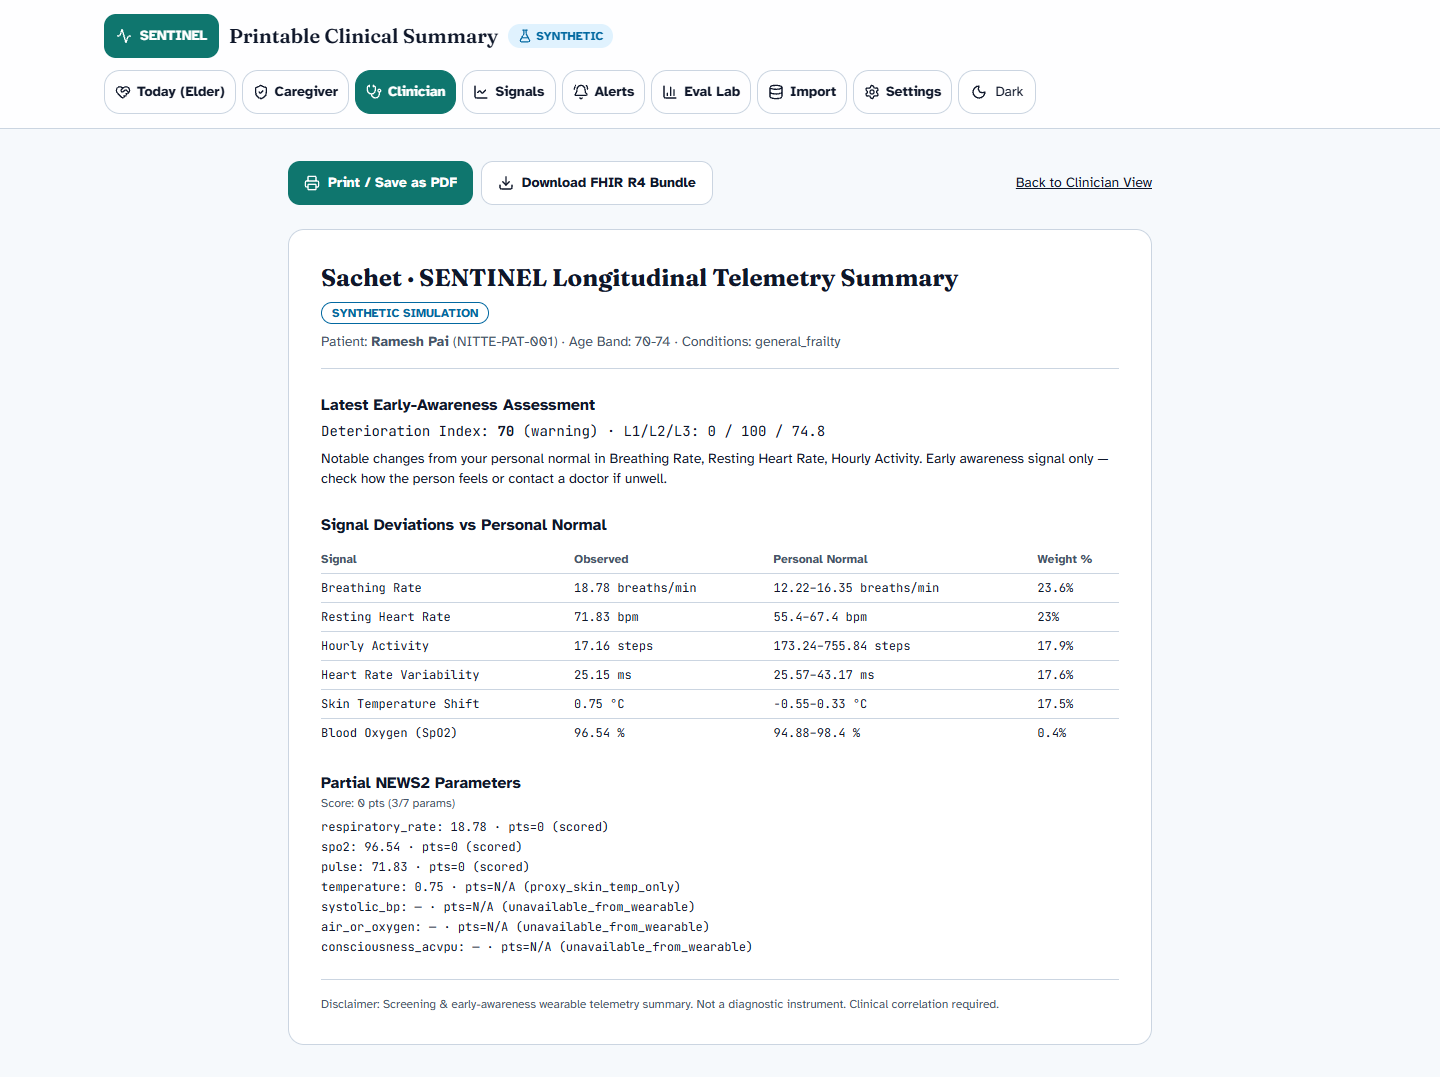 SENTINEL
Printable Clinical Summary
SYNTHETIC
Today (Elder)
Caregiver
Clinician
Signals
Alerts
Eval Lab
Import
Settings
Dark
Print / Save as PDF
Download FHIR R4 Bundle
Back to Clinician View
Sachet · SENTINEL Longitudinal Telemetry Summary
SYNTHETIC SIMULATION
Patient: Ramesh Pai (NITTE-PAT-001) · Age Band: 70-74 · Conditions: general_frailty
Latest Early-Awareness Assessment
Deterioration Index: 70 (warning) · L1/L2/L3: 0 / 100 / 74.8
Notable changes from your personal normal in Breathing Rate, Resting Heart Rate, Hourly Activity. Early awareness signal only —
check how the person feels or contact a doctor if unwell.
Signal Deviations vs Personal Normal
Signal Observed Personal Normal Weight %
Breathing Rate 18.78 breaths/min 12.22–16.35 breaths/min 23.6%
Resting Heart Rate 71.83 bpm 55.4–67.4 bpm 23%
Hourly Activity 17.16 steps 173.24–755.84 steps 17.9%
Heart Rate Variability 25.15 ms 25.57–43.17 ms 17.6%
Skin Temperature Shift 0.75 °C -0.55–0.33 °C 17.5%
Blood Oxygen (SpO2) 96.54 % 94.88–98.4 % 0.4%
Partial NEWS2 Parameters
Score: 0 pts (3/7 params)
respiratory_rate: 18.78 · pts=0 (scored)
spo2: 96.54 · pts=0 (scored)
pulse: 71.83 · pts=0 (scored)
temperature: 0.75 · pts=N/A (proxy_skin_temp_only)
systolic_bp: — · pts=N/A (unavailable_from_wearable)
air_or_oxygen: — · pts=N/A (unavailable_from_wearable)
consciousness_acvpu: — · pts=N/A (unavailable_from_wearable)
Disclaimer: Screening & early-awareness wearable telemetry summary. Not a diagnostic instrument. Clinical correlation required.